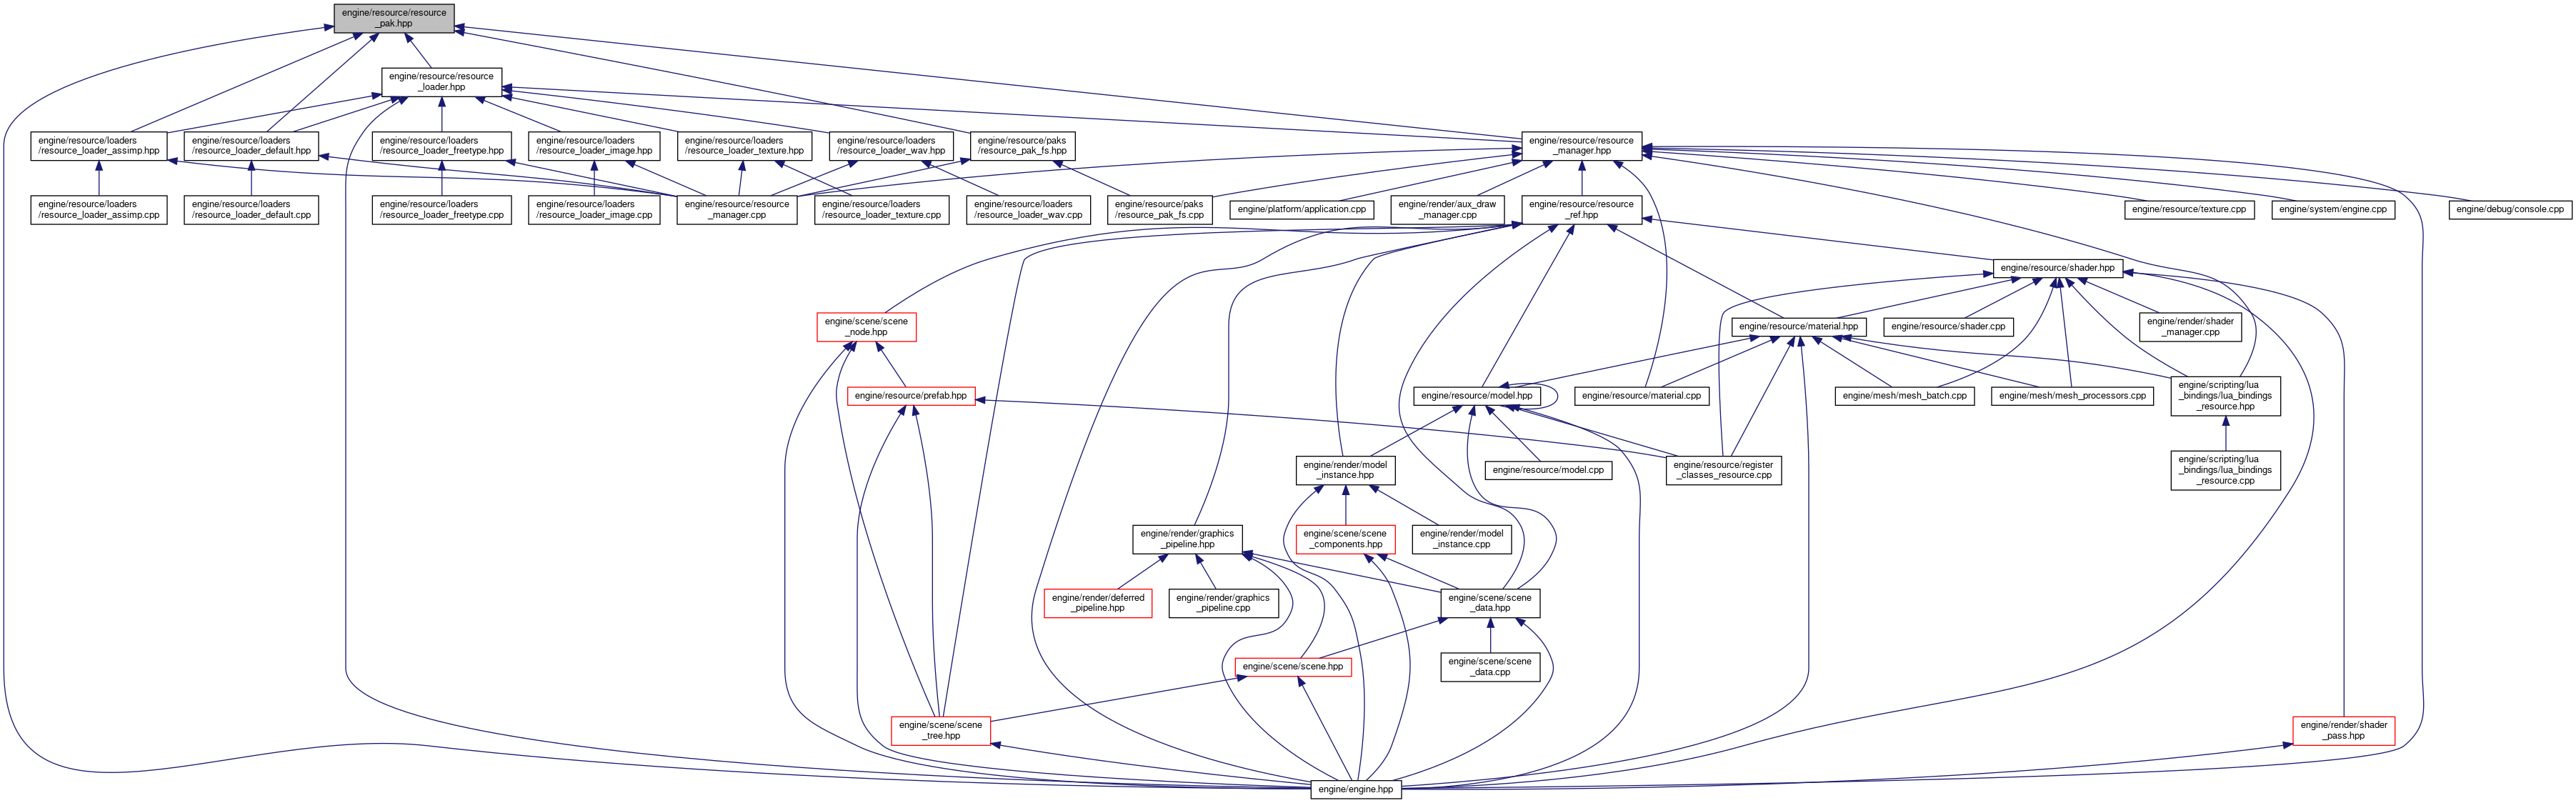 engine/resource/resource
_pak.hpp
engine/resource/resource
_loader.hpp
engine/resource/loaders
/resource_loader_assimp.hpp
engine/resource/loaders
/resource_loader_default.hpp
engine/resource/loaders
/resource_loader_freetype.hpp
engine/resource/loaders
/resource_loader_image.hpp
engine/resource/loaders
/resource_loader_texture.hpp
engine/resource/loaders
/resource_loader_wav.hpp
engine/resource/paks
/resource_pak_fs.hpp
engine/resource/resource
_manager.hpp
engine/resource/loaders
/resource_loader_assimp.cpp
engine/resource/loaders
/resource_loader_default.cpp
engine/resource/loaders
/resource_loader_freetype.cpp
engine/resource/loaders
/resource_loader_image.cpp
engine/resource/resource
_manager.cpp
engine/resource/loaders
/resource_loader_texture.cpp
engine/resource/loaders
/resource_loader_wav.cpp
engine/resource/paks
/resource_pak_fs.cpp
engine/platform/application.cpp
engine/render/aux_draw
_manager.cpp
engine/resource/resource
_ref.hpp
engine/resource/texture.cpp
engine/system/engine.cpp
engine/debug/console.cpp
engine/resource/shader.hpp
engine/scene/scene
_node.hpp
engine/resource/material.hpp
engine/resource/shader.cpp
engine/render/shader
_manager.cpp
engine/resource/prefab.hpp
engine/resource/model.hpp
engine/resource/material.cpp
engine/mesh/mesh_batch.cpp
engine/mesh/mesh_processors.cpp
engine/scripting/lua
_bindings/lua_bindings
_resource.hpp
engine/render/model
_instance.hpp
engine/resource/model.cpp
engine/resource/register
_classes_resource.cpp
engine/scripting/lua
_bindings/lua_bindings
_resource.cpp
engine/render/graphics
_pipeline.hpp
engine/scene/scene
_components.hpp
engine/render/model
_instance.cpp
engine/render/deferred
_pipeline.hpp
engine/render/graphics
_pipeline.cpp
engine/scene/scene
_data.hpp
engine/scene/scene.hpp
engine/scene/scene
_data.cpp
engine/scene/scene
_tree.hpp
engine/render/shader
_pass.hpp
engine/engine.hpp